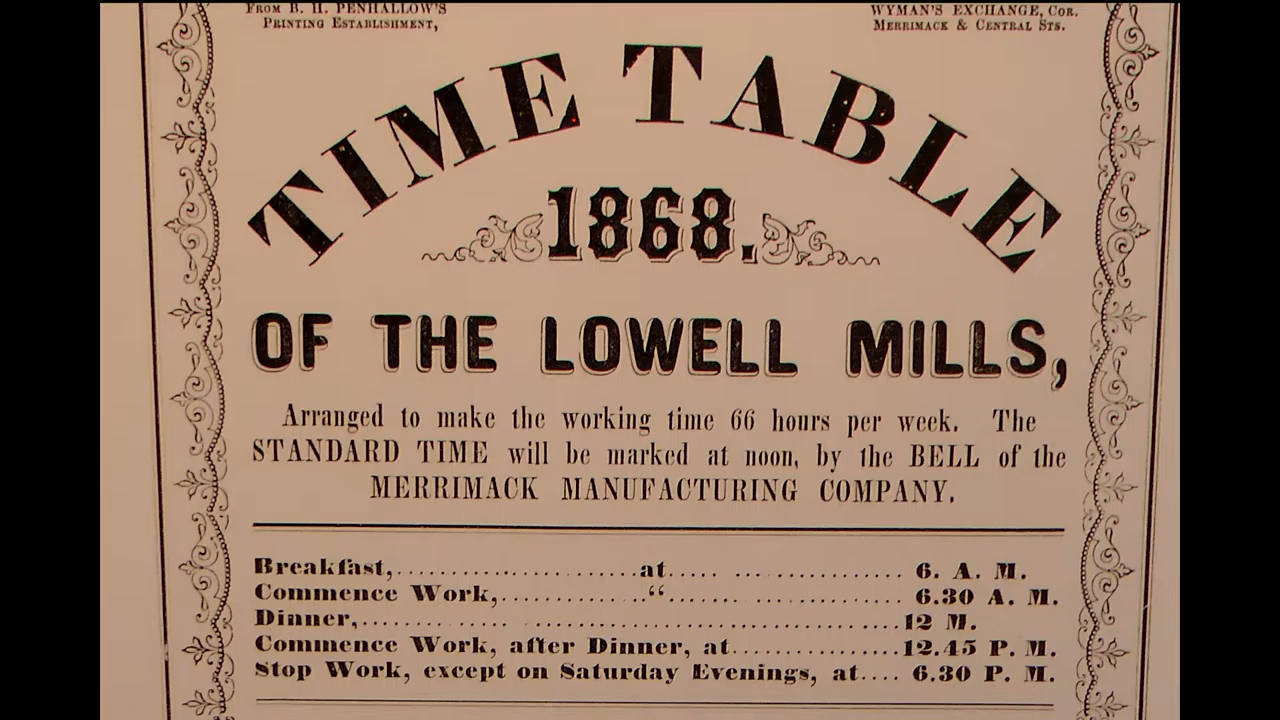 FROM B. H. PENHALLOW'S
PRINTING ESTABLISHMENT,
WYMAN'S EXCHANGE, COR.
MERRIMACK & CENTRAL STS.
TIME TABLE
1868.
OF THE LOWELL MILLS,
Arranged to make the working time 66 hours per week. The
STANDARD TIME will be marked at noon, by the BELL of the
MERRIMACK MANUFACTURING COMPANY.
Breakfast,.................................at..... ........................ 6. A. M.
Commence Work,......................“.............................. 6.30 A. M.
Dinner,..................................................................12 M.
Commence Work, after Dinner, at...................12.45 P. M.
Stop Work, except on Saturday Evenings, at.... 6.30 P. M.